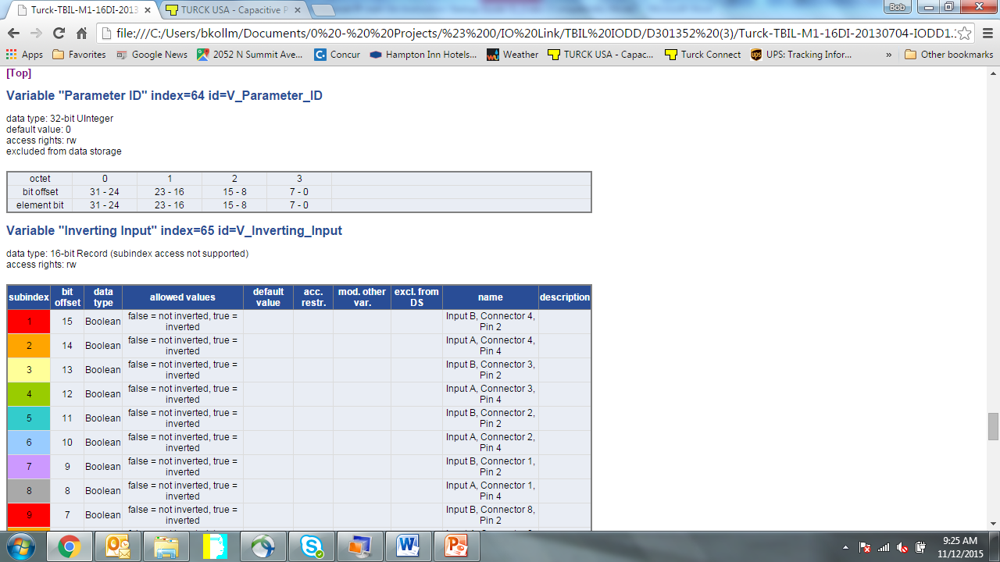 Turck-TBIL-M1-16DI-2013
TURCK USA - Capacitive P
Bob
file:///C:/Users/bkollm/Documents/0%20-%20%20Projects/%23%200/IO%20Link/TBIL%20IODD/D301352%20(3)/Turck-TBIL-M1-16DI-20130704-IODD1.
Apps Favorites Google News 2052 N Summit Ave... Concur Hampton Inn Hotels... Weather TURCK USA - Capac... Turck Connect UPS: Tracking Infor... » Other bookmarks
[Top]
Variable "Parameter ID" index=64 id=V_Parameter_ID
data type: 32-bit UInteger
default value: 0
access rights: rw
excluded from data storage
octet 0 1 2 3
bit offset 31 - 24 23 - 16 15 - 8 7 - 0
element bit 31 - 24 23 - 16 15 - 8 7 - 0
Variable "Inverting Input" index=65 id=V_Inverting_Input
data type: 16-bit Record (subindex access not supported)
access rights: rw
subindex bit offset data type allowed values default value acc. restr. mod. other var. excl. from DS name description
1 15 Boolean false = not inverted, true = inverted Input B, Connector 4, Pin 2
2 14 Boolean false = not inverted, true = inverted Input A, Connector 4, Pin 4
3 13 Boolean false = not inverted, true = inverted Input B, Connector 3, Pin 2
4 12 Boolean false = not inverted, true = inverted Input A, Connector 3, Pin 4
5 11 Boolean false = not inverted, true = inverted Input B, Connector 2, Pin 2
6 10 Boolean false = not inverted, true = inverted Input A, Connector 2, Pin 4
7 9 Boolean false = not inverted, true = inverted Input B, Connector 1, Pin 2
8 8 Boolean false = not inverted, true = inverted Input A, Connector 1, Pin 4
9 7 Boolean false = not inverted, true = inverted Input B, Connector 8, Pin 2
9:25 AM
11/12/2015